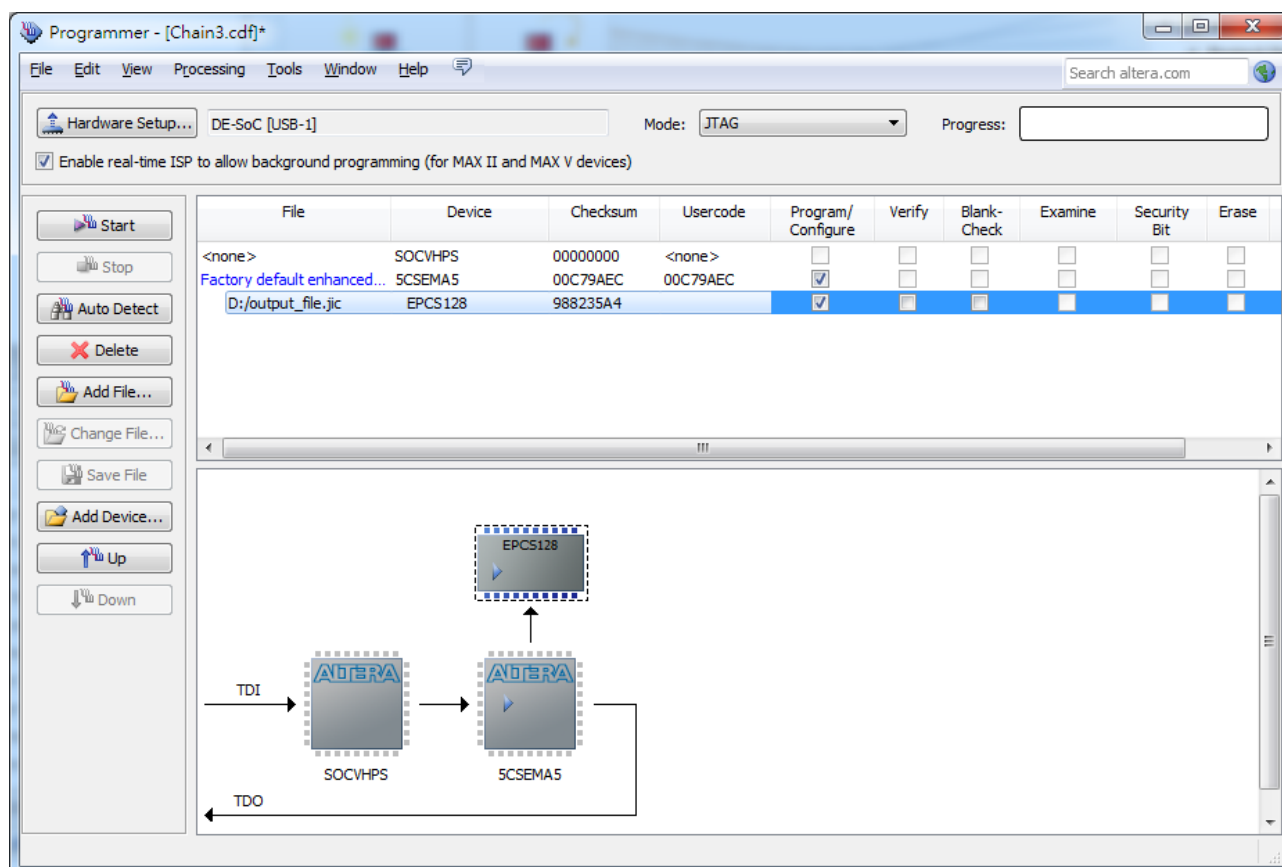 Programmer - [Chain3.cdf]*
File Edit View Processing Tools Window Help
Search altera.com
Hardware Setup... DE-SoC [USB-1] Mode: JTAG Progress:
Enable real-time ISP to allow background programming (for MAX II and MAX V devices)
Start
Stop
Auto Detect
Delete
Add File...
Change File...
Save File
Add Device...
Up
Down
File Device Checksum Usercode Program/Configure Verify Blank-Check Examine Security Bit Erase
<none> SOCVHPS 00000000 <none>
Factory default enhanced... 5CSEMA5 00C79AEC 00C79AEC
D:/output_file.jic EPCS128 988235A4
EPCS128
ALTERA ALTERA
TDI
SOCVHPS 5CSEMA5
TDO